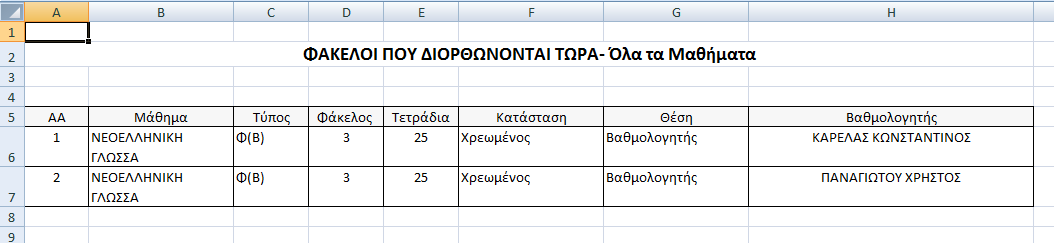 A B C D E F G H
1
2 ΦΑΚΕΛΟΙ ΠΟΥ ΔΙΟΡΘΩΝΟΝΤΑΙ ΤΩΡΑ- Όλα τα Μαθήματα
3
4
5 ΑΑ Μάθημα Τύπος Φάκελος Τετράδια Κατάσταση Θέση Βαθμολογητής
1 ΝΕΟΕΛΛΗΝΙΚΗ Φ(Β) 3 25 Χρεωμένος Βαθμολογητής ΚΑΡΕΛΑΣ ΚΩΝΣΤΑΝΤΙΝΟΣ
6 ΓΛΩΣΣΑ
2 ΝΕΟΕΛΛΗΝΙΚΗ Φ(Β) 3 25 Χρεωμένος Βαθμολογητής ΠΑΝΑΓΙΩΤΟΥ ΧΡΗΣΤΟΣ
7 ΓΛΩΣΣΑ
8
9